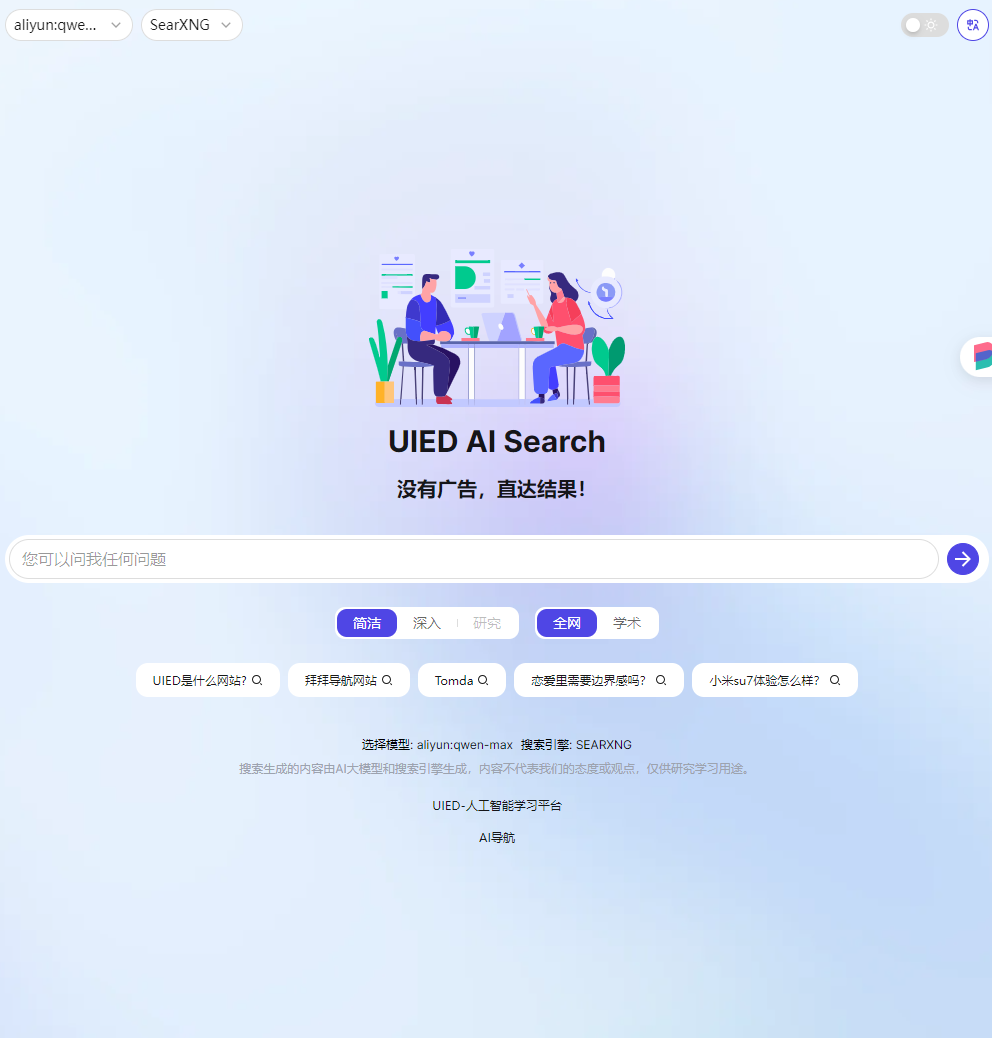 aliyun:qwe... SearXNG
UIED AI Search
没有广告，直达结果！
您可以问我任何问题
简洁 深入 研究 全网 学术
UIED是什么网站? 拜拜导航网站 Tomda 恋爱里需要边界感吗? 小米su7体验怎么样?
选择模型: aliyun:qwen-max 搜索引擎: SEARXNG
搜索生成的内容由AI大模型和搜索引擎生成，内容不代表我们的态度或观点，仅供研究学习用途。
UIED-人工智能学习平台
AI导航